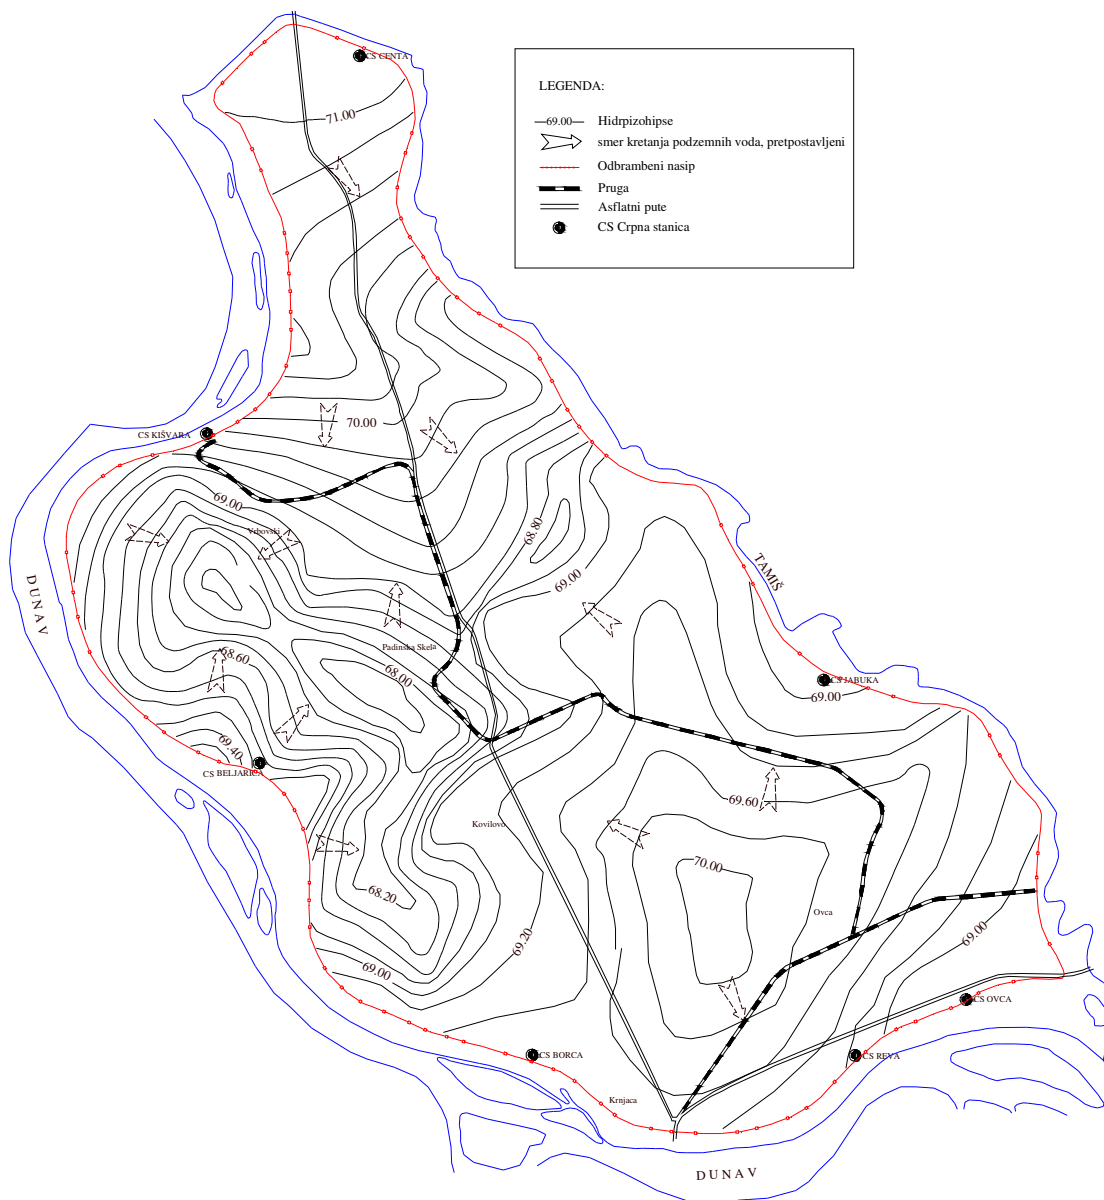 CS CENTA
71.00
LEGENDA:
69.00 Hidrpizohipse
smer kretanja podzemnih voda, pretpostavljeni
Odbrambeni nasip
Pruga
Asflatni pute
CS Crpna stanica
70.00
CS KIŠVARA
69.00
68.80
Vrbovski
69.00
TAMIŠ
DUNAV
Padinska Skela
68.60
68.00
CS JABUKA
69.00
69.40
CS BELJARICA
69.60
Kovilovo
70.00
68.20
Ovca
69.20
69.00
69.00
CS OVCA
CS BORCA
CS REVA
Krnjaca
DUNAV